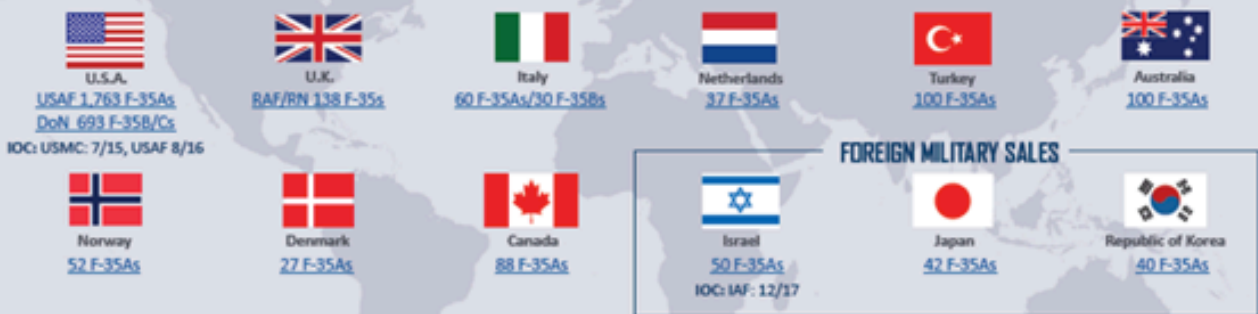 U.S.A.
USAF 1,763 F-35As
DoN 693 F-35B/Cs
IOC: USMC: 7/15, USAF 8/16
U.K.
RAF/RN 138 F-35s
Italy
60 F-35As/30 F-35Bs
Netherlands
37 F-35As
Turkey
100 F-35As
Australia
100 F-35As
Norway
52 F-35As
Denmark
27 F-35As
Canada
88 F-35As
FOREIGN MILITARY SALES
Israel
50 F-35As
IOC: IAF: 12/17
Japan
42 F-35As
Republic of Korea
40 F-35As